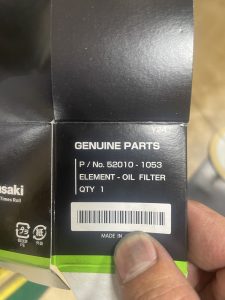 GENUINE PARTS
P / No. 52010 - 1053
ELEMENT - OIL FILTER
QTY 1
MADE IN